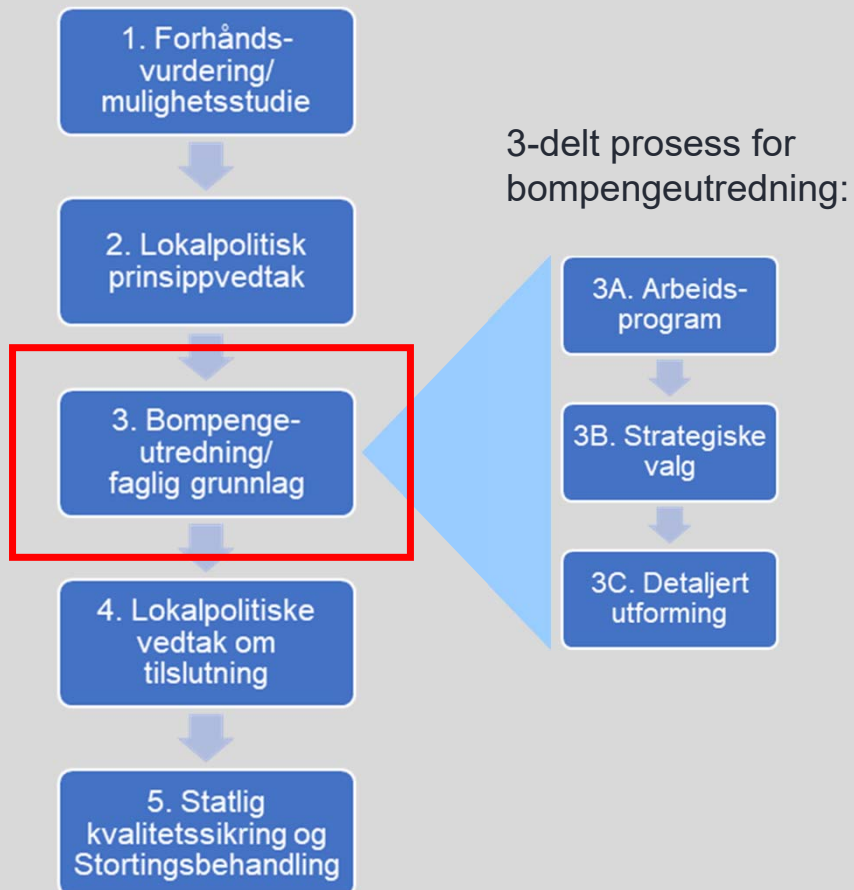 1. Forhånds-
vurdering/
mulighetsstudie
2. Lokalpolitisk
prinsippvedtak
3. Bompenge-
utredning/
faglig grunnlag
4. Lokalpolitiske
vedtak om
tilslutning
5. Statlig
kvalitetssikring og
Stortingsbehandling
3-delt prosess for
bompengeutredning:
3A. Arbeids-
program
3B. Strategiske
valg
3C. Detaljert
utforming